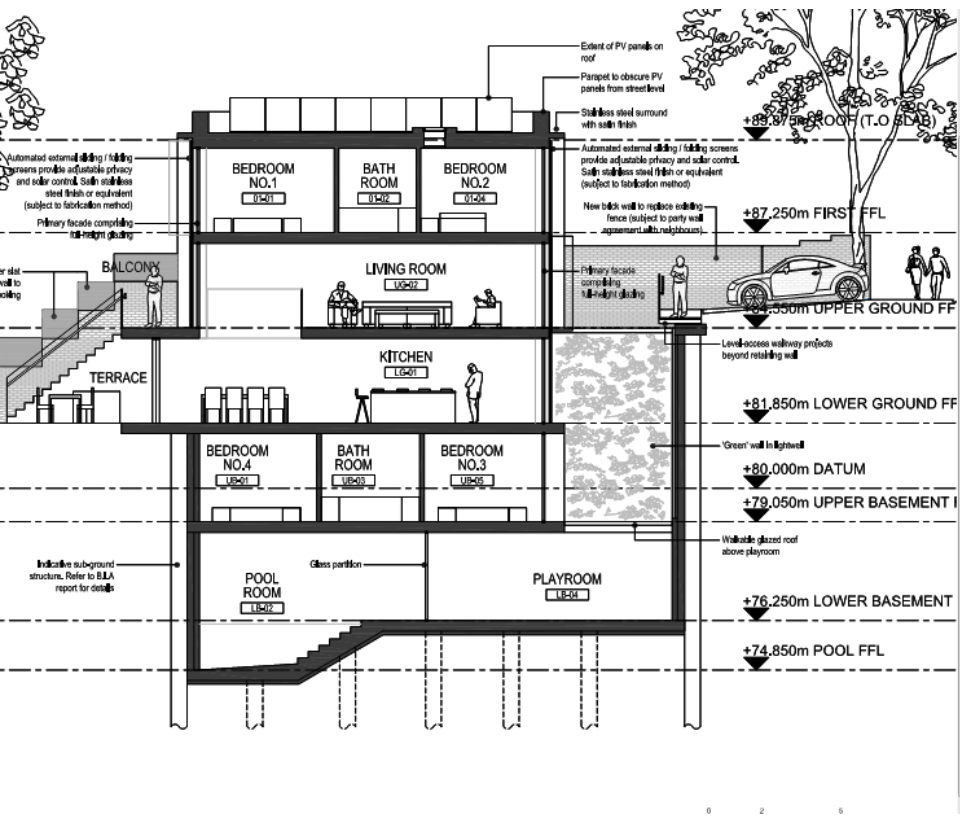 Extent of PV panels on
roof
Parapet to obscure PV
panels from street level
Stainless steel surround
with satin finish
+89.875m ROOF (T.O SLAB)
Automated external sliding / folding
screens provide adjustable privacy
and solar control. Satin stainless
steel finish or equivalent
(subject to fabrication method)
Primary facade comprising
full-height glazing
BEDROOM
NO.1
01-01
BATH
ROOM
01-02
BEDROOM
NO.2
01-04
Automated external sliding / folding screens
provide adjustable privacy and solar control.
Satin stainless steel finish or equivalent
(subject to fabrication method)
New brick wall to replace existing
fence (subject to party wall
agreement with neighbours)
+87.250m FIRST FFL
er slat
wall to
oking
BALCONY
LIVING ROOM
UG-02
Primary facade
comprising
full-height glazing
+84.550m UPPER GROUND FF
Level-access walkway projects
beyond retaining wall
TERRACE
KITCHEN
LG-01
+81.850m LOWER GROUND FF
BEDROOM
NO.4
UB-01
BATH
ROOM
UB-03
BEDROOM
NO.3
UB-05
'Green' wall in lightwell
+80.000m DATUM
+79.050m UPPER BASEMENT F
Walkable glazed roof
above playroom
Indicative sub-ground
structure. Refer to
report for details
Glass partition
POOL
ROOM
LB-02
PLAYROOM
LB-04
+76.250m LOWER BASEMENT
+74.850m POOL FFL
0 2 5